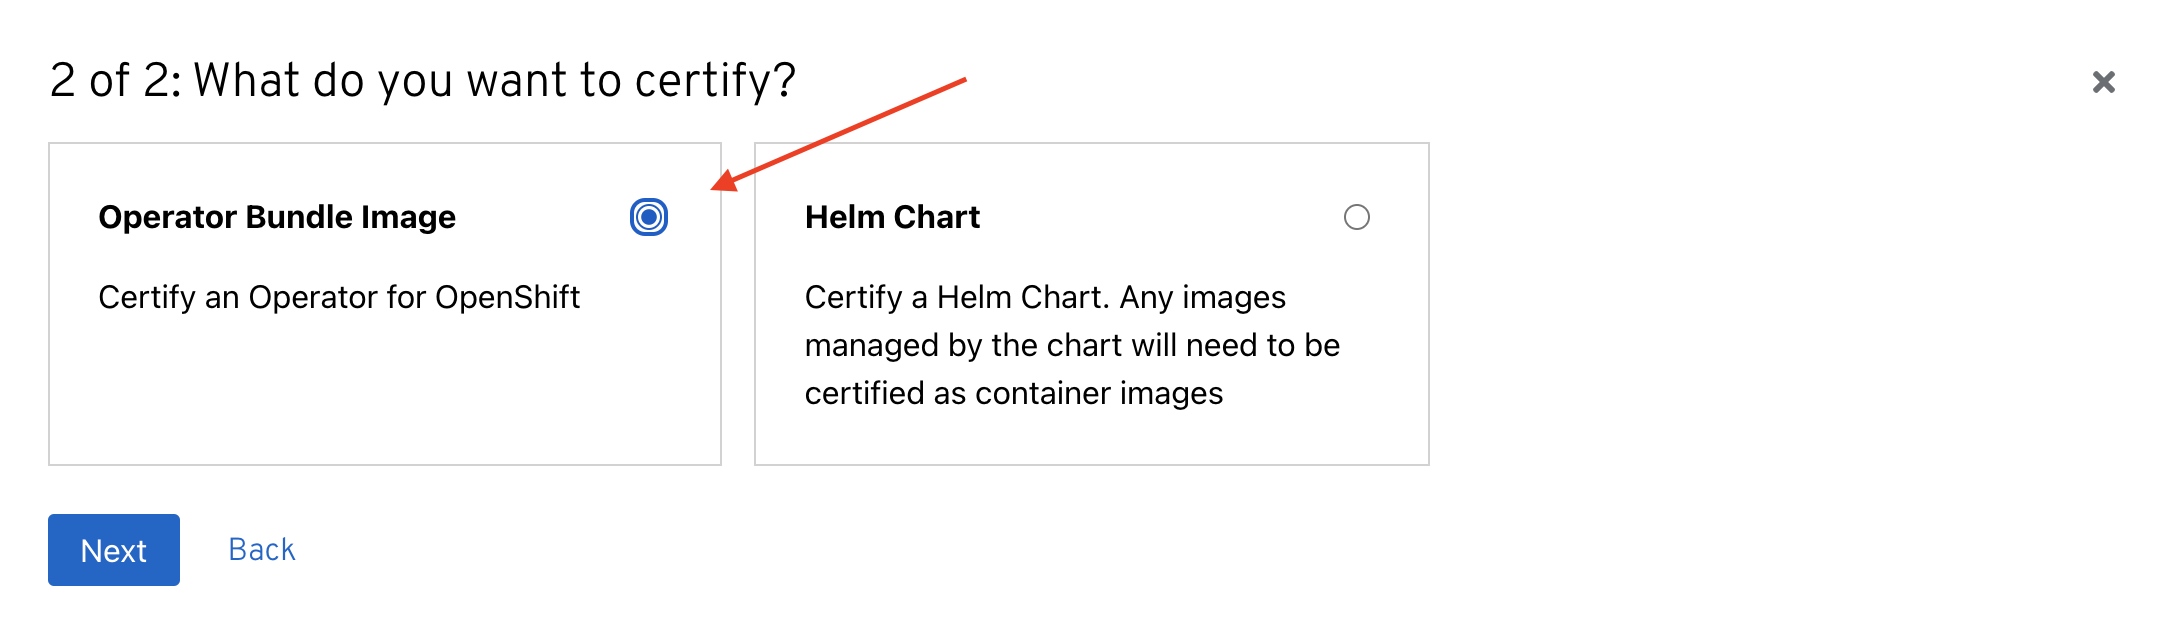 2 of 2: What do you want to certify?
Operator Bundle Image
Certify an Operator for OpenShift
Helm Chart
Certify a Helm Chart. Any images
managed by the chart will need to be
certified as container images
Next
Back